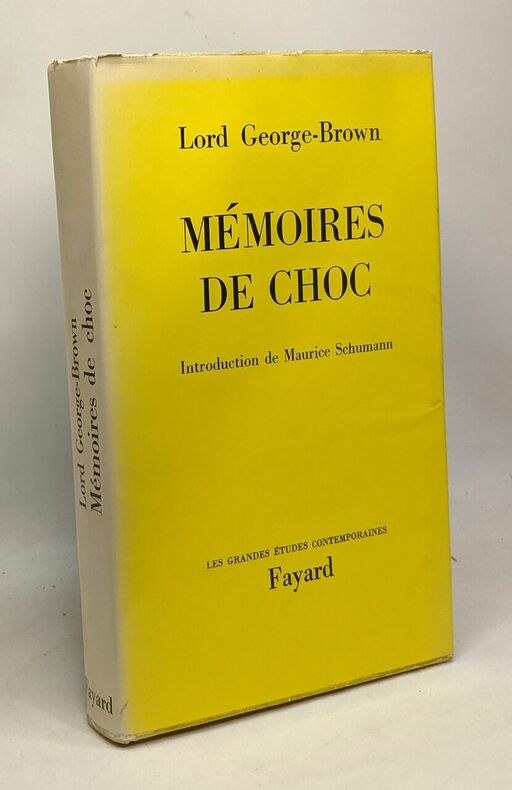 Lord George-Brown
MÉMOIRES
DE CHOC
Introduction de Maurice Schumann
LES GRANDES ÉTUDES CONTEMPORAINES
Fayard
Lord George-Brown
Mémoires de choc
Fayard